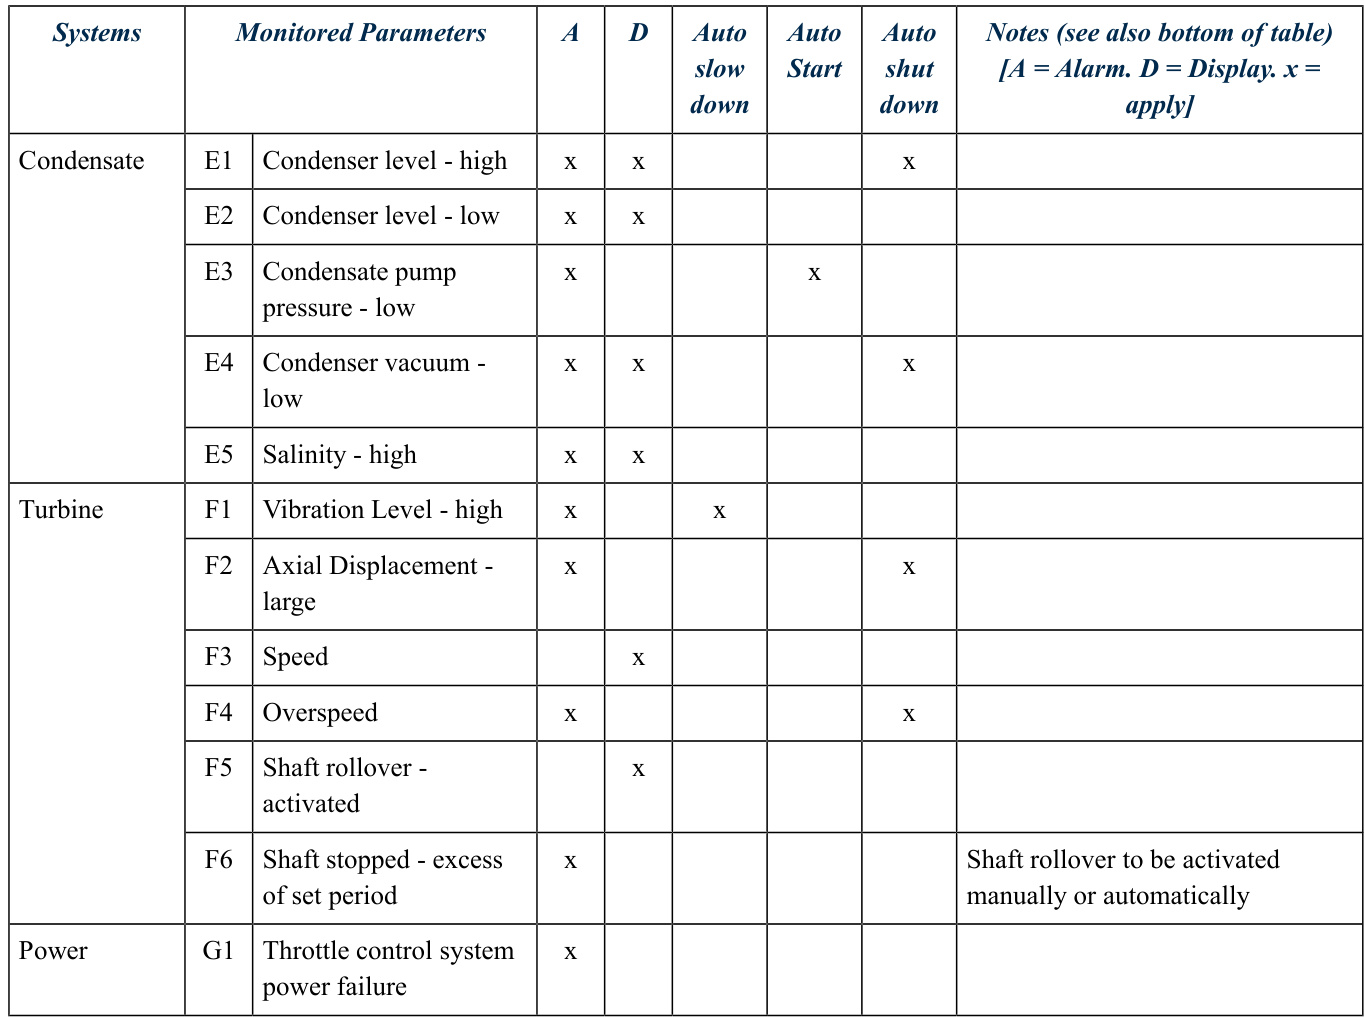 Systems Monitored Parameters A D Auto slow down Auto Start Auto shut down Notes (see also bottom of table) [A = Alarm. D = Display. x = apply]
Condensate E1 Condenser level - high x x x
E2 Condenser level - low x x
E3 Condensate pump pressure - low x x
E4 Condenser vacuum - low x x x
E5 Salinity - high x x
Turbine F1 Vibration Level - high x x
F2 Axial Displacement - large x x
F3 Speed x
F4 Overspeed x x
F5 Shaft rollover - activated x
F6 Shaft stopped - excess of set period x Shaft rollover to be activated manually or automatically
Power G1 Throttle control system power failure x